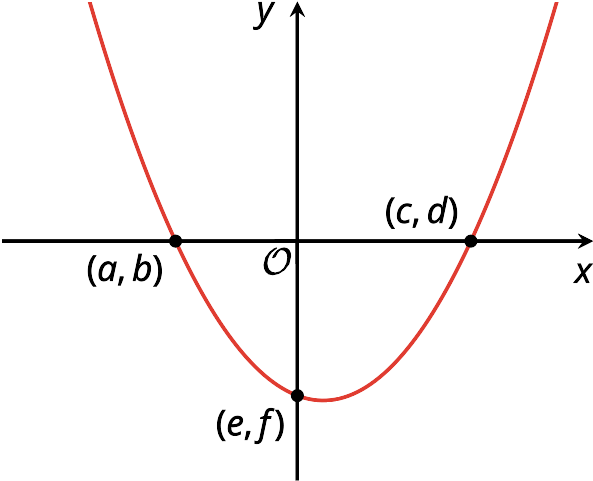 y
(c, d)
(a, b)
𝒪
x
(e, f)